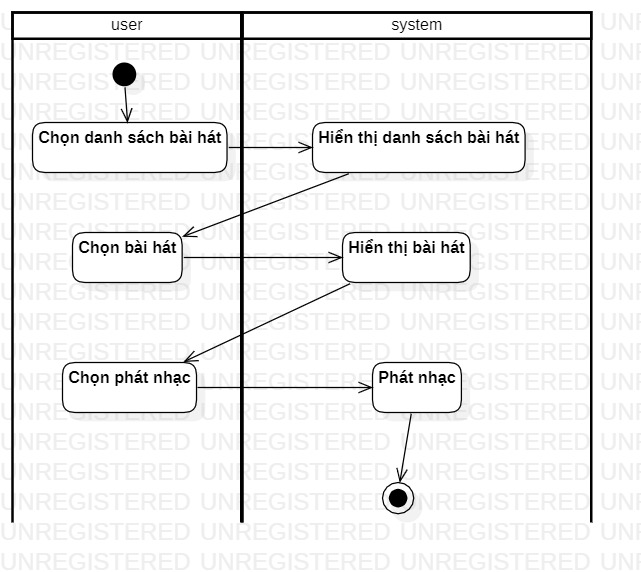 user
system
Chọn danh sách bài hát
Hiển thị danh sách bài hát
Chọn bài hát
Hiển thị bài hát
Chọn phát nhạc
Phát nhạc
UNREGISTERED